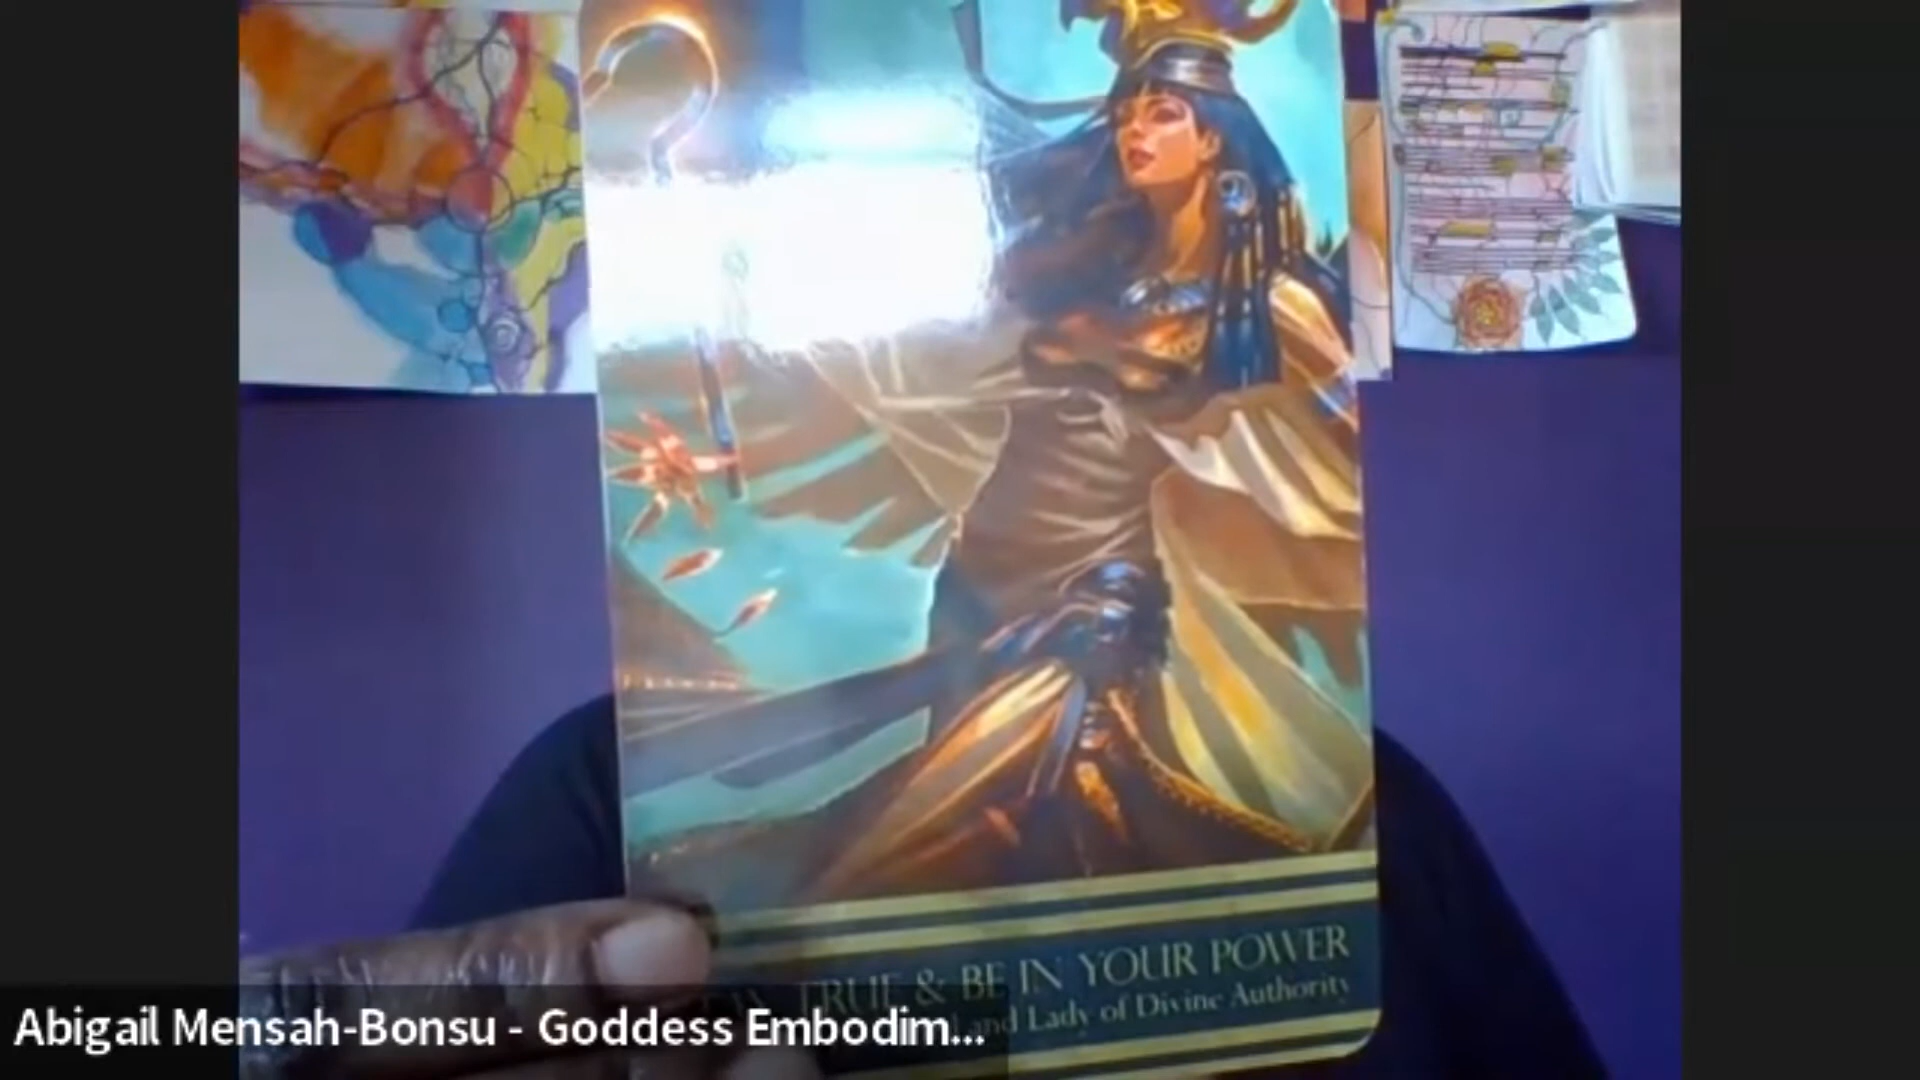 TRUE & BE IN YOUR POWER
and Lady of Divine Authority
Abigail Mensah-Bonsu - Goddess Embodim...